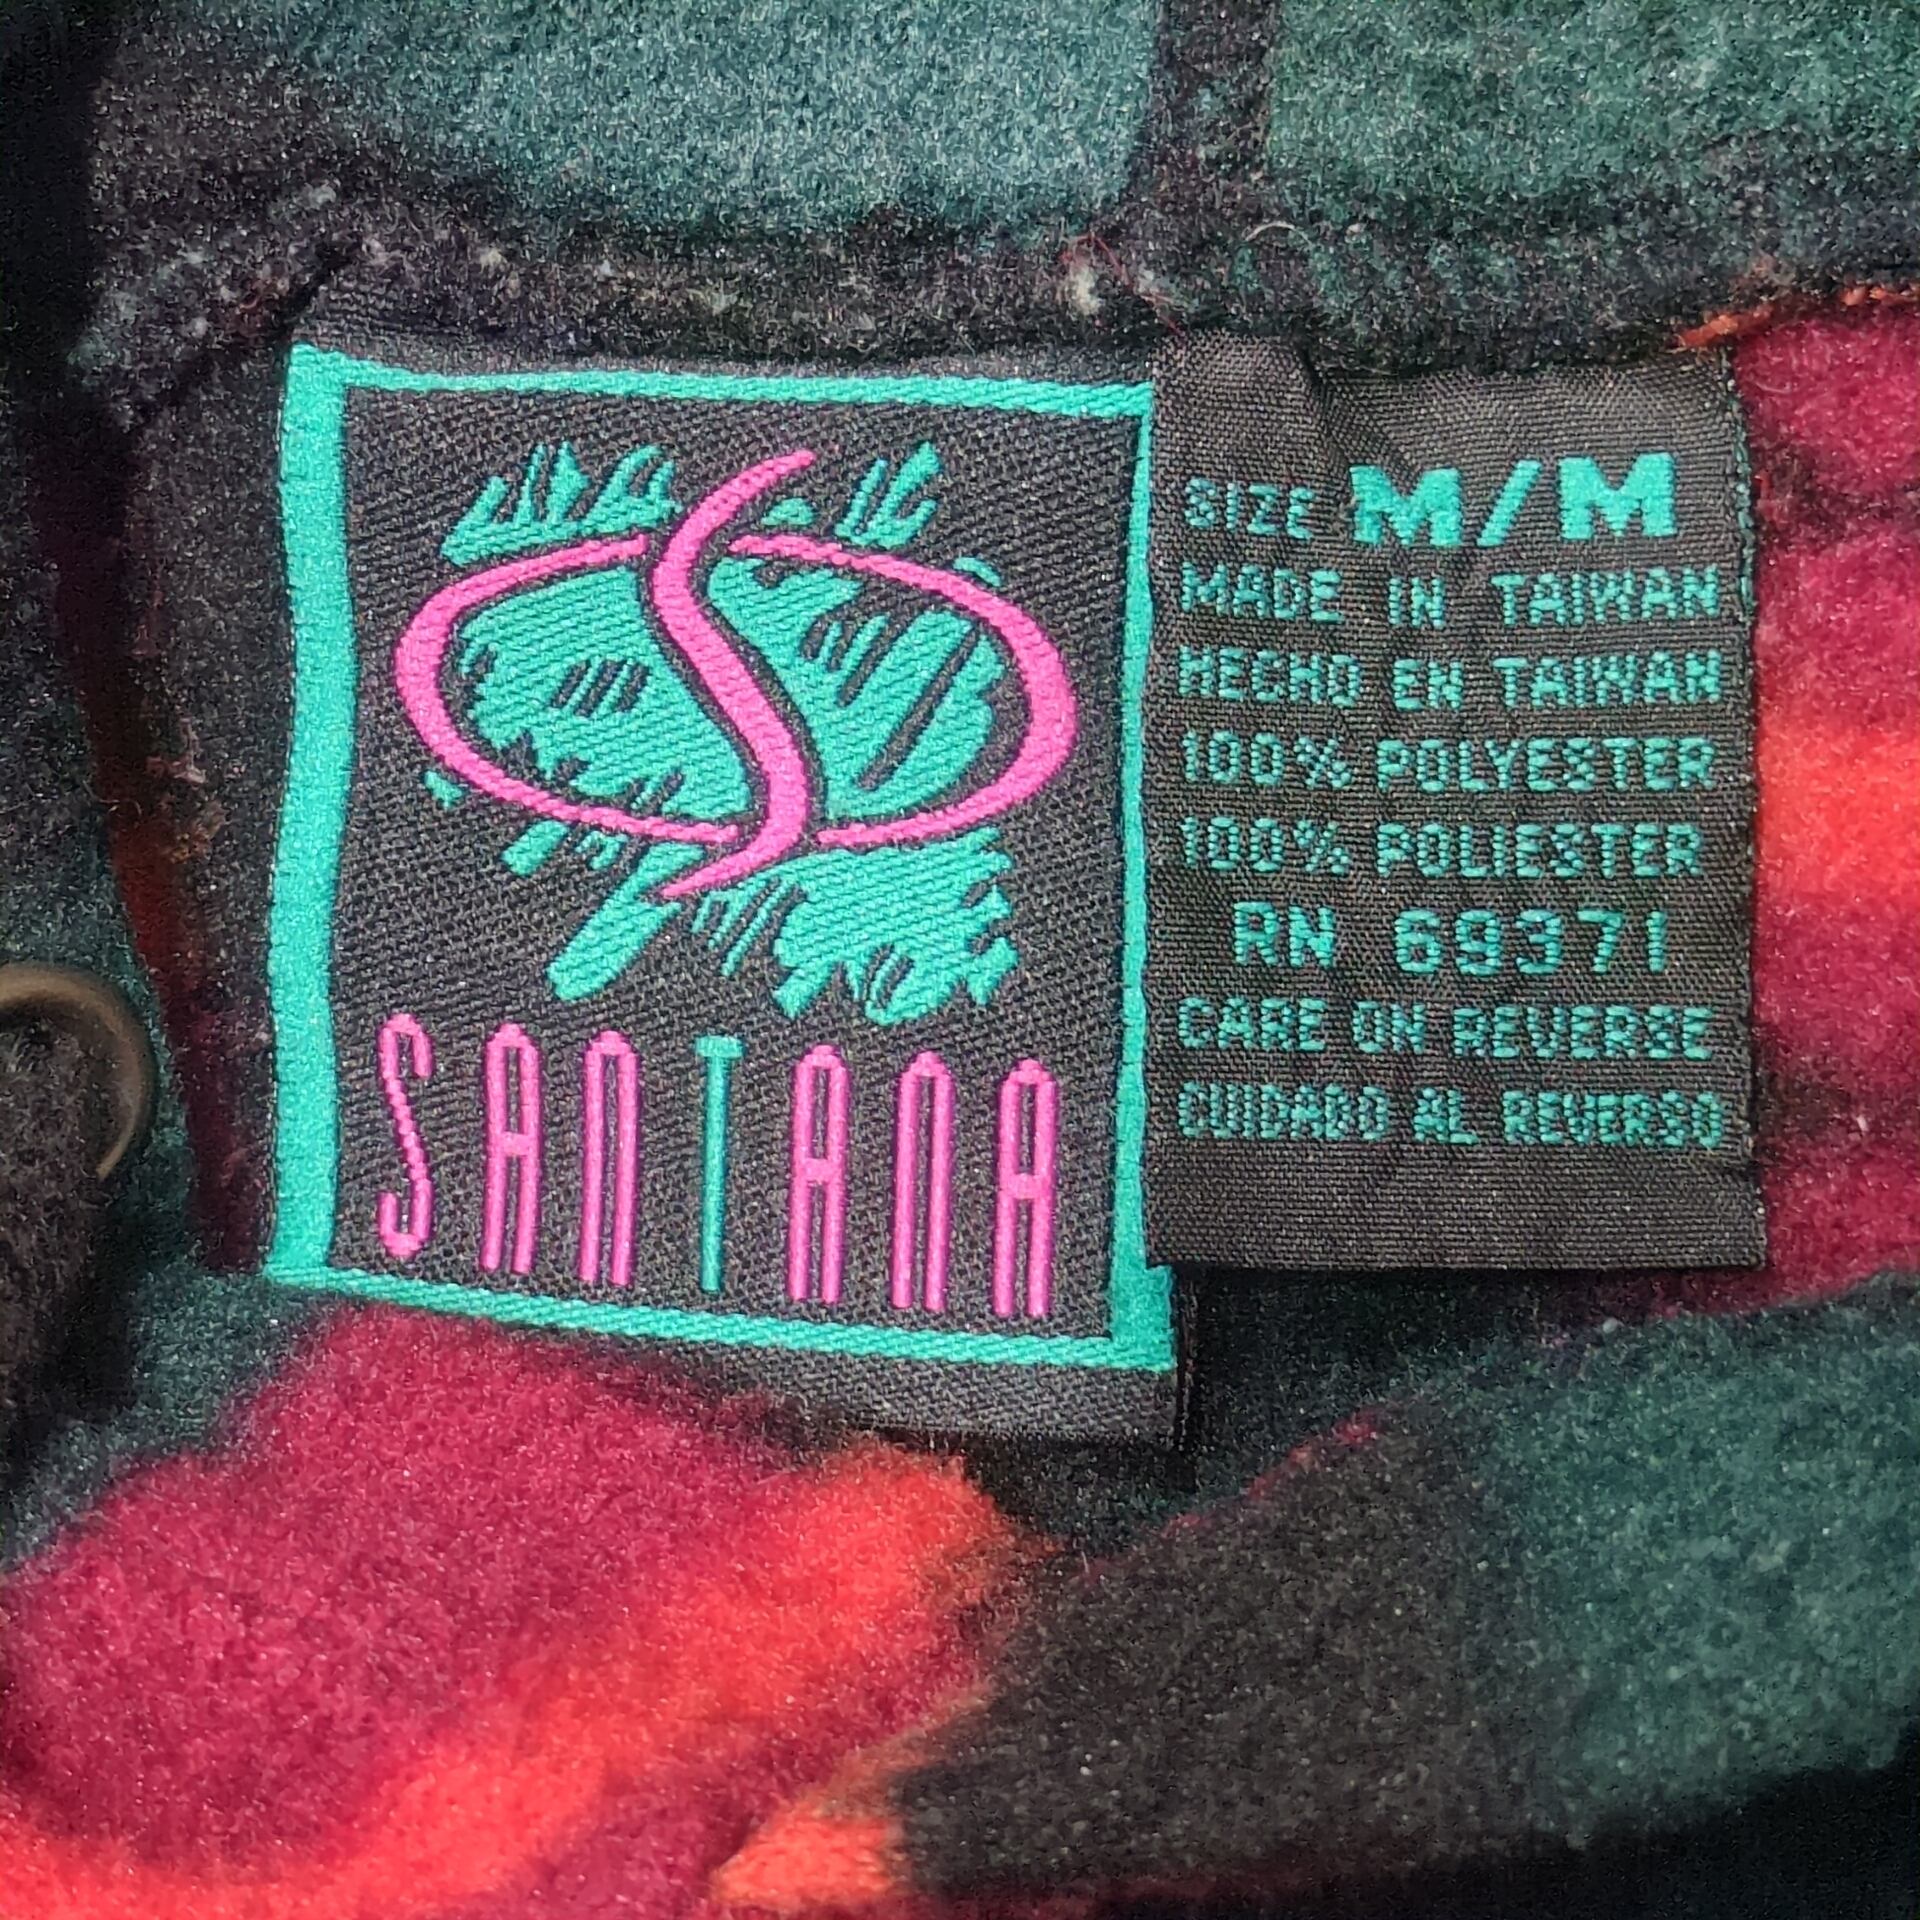 SANTANA
SIZE M/M
MADE IN TAIWAN
HECHO EN TAIWAN
100% POLYESTER
100% POLIESTER
RN 69371
CARE ON REVERSE
CUIDADO AL REVERSO